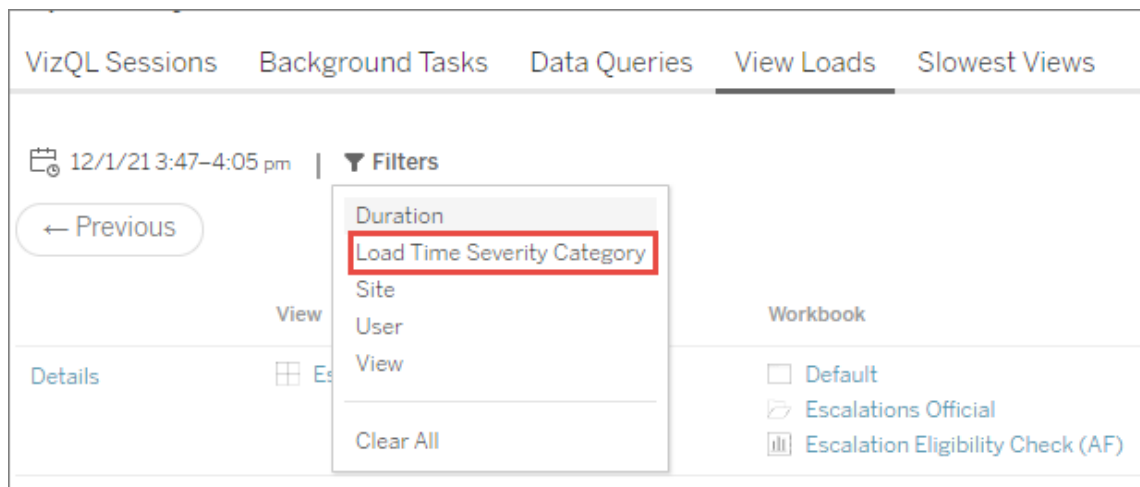 VizQL Sessions Background Tasks Data Queries View Loads Slowest Views
12/1/21 3:47–4:05 pm | Filters
← Previous
Duration
Load Time Severity Category
Site
User
View
Clear All
View Workbook
Details Es Default
Escalations Official
Escalation Eligibility Check (AF)